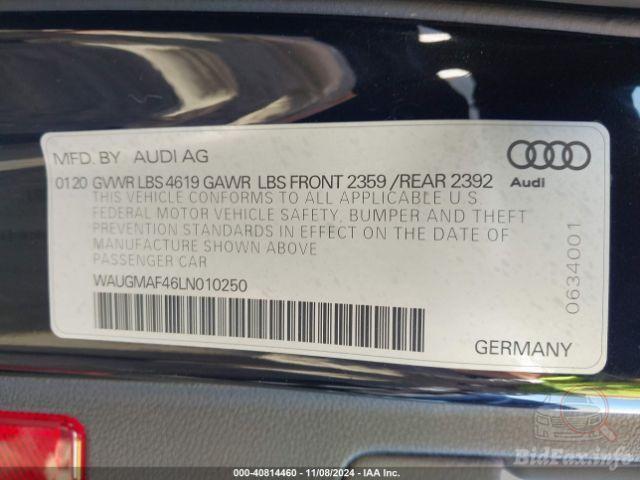 MFD. BY AUDI AG
0120 GVWR LBS 4619 GAWR LBS FRONT 2359 /REAR 2392
Audi
THIS VEHICLE CONFORMS TO ALL APPLICABLE U.S.
FEDERAL MOTOR VEHICLE SAFETY, BUMPER AND THEFT
PREVENTION STANDARDS IN EFFECT ON THE DATE OF
MANUFACTURE SHOWN ABOVE
PASSENGER CAR
WAUGMAF46LN010250
0634001
GERMANY
BidFax.info
000-40814460 - 11/08/2024 - IAA Inc.